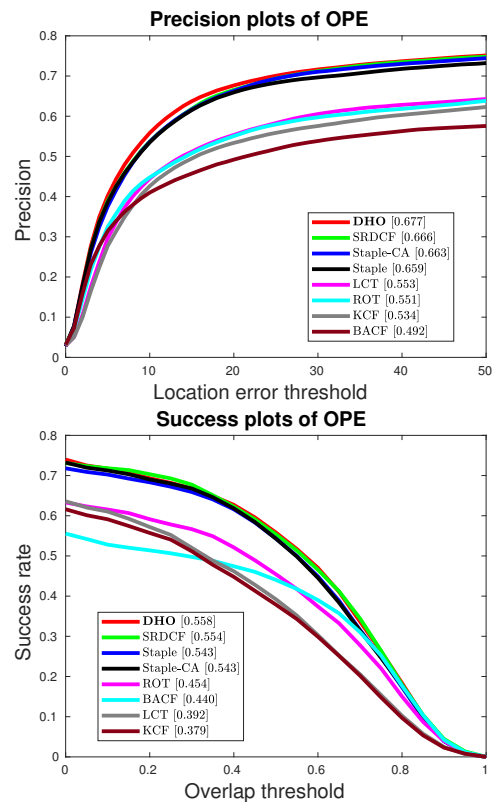 Precision plots of OPE
0.8
0.7
0.6
0.5
0.4
0.3
0.2
0.1
0
Precision
DHO [0.677]
SRDCF [0.666]
Staple-CA [0.663]
Staple [0.659]
LCT [0.553]
ROT [0.551]
KCF [0.534]
BACF [0.492]
0 10 20 30 40 50
Location error threshold
Success plots of OPE
0.8
0.7
0.6
0.5
0.4
0.3
0.2
0.1
0
Success rate
DHO [0.558]
SRDCF [0.554]
Staple [0.543]
Staple-CA [0.543]
ROT [0.454]
BACF [0.440]
LCT [0.392]
KCF [0.379]
0 0.2 0.4 0.6 0.8 1
Overlap threshold